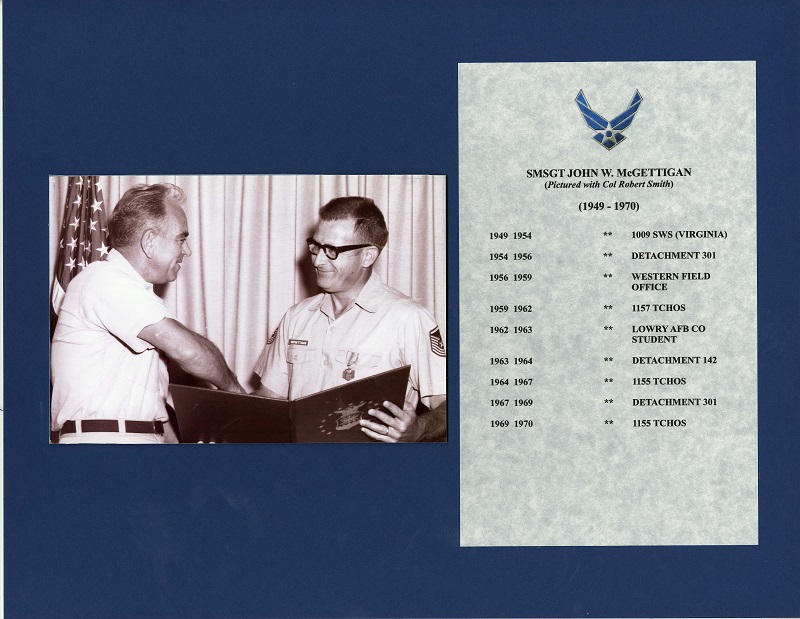 SMSGT JOHN W. McGETTIGAN
(Pictured with Col Robert Smith)
(1949 - 1970)
1949 1954 ** 1009 SWS (VIRGINIA)
1954 1956 ** DETACHMENT 301
1956 1959 ** WESTERN FIELD
OFFICE
1959 1962 ** 1157 TCHOS
1962 1963 ** LOWRY AFB CO
STUDENT
1963 1964 ** DETACHMENT 142
1964 1967 ** 1155 TCHOS
1967 1969 ** DETACHMENT 301
1969 1970 ** 1155 TCHOS